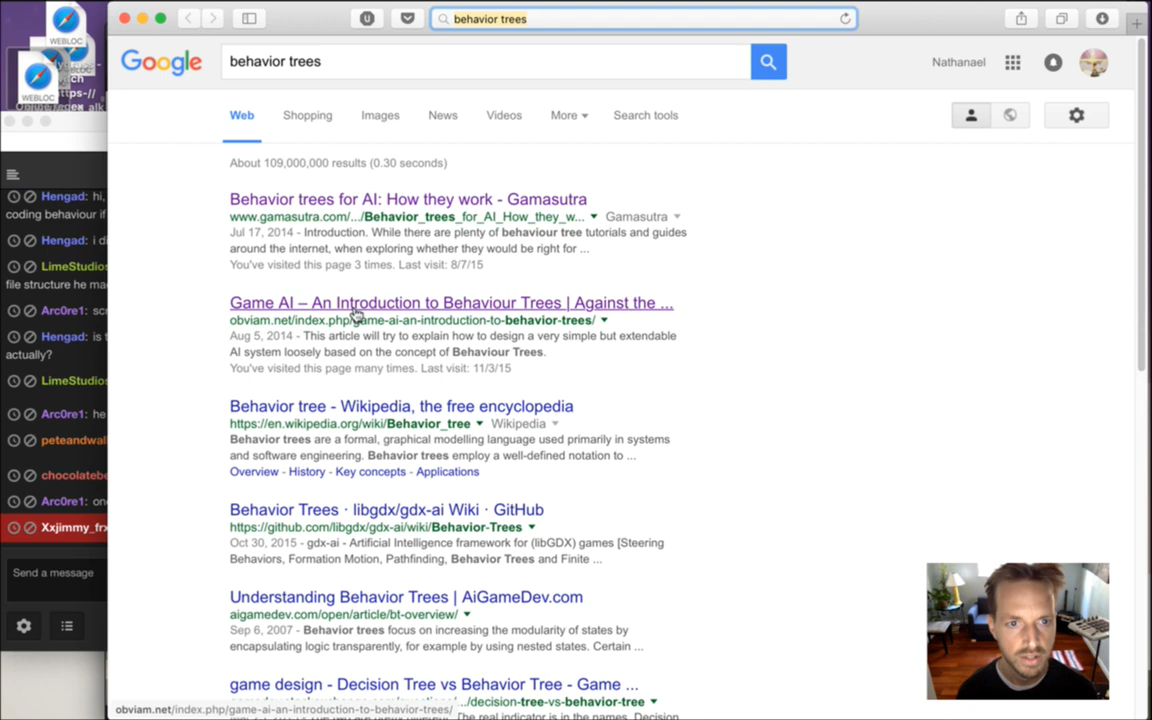 behavior trees
WEBLOC
WEBLOC
Google
behavior trees
Nathanael
Web
Shopping
Images
News
Videos
More
Search tools
About 109,000,000 results (0.30 seconds)
Behavior trees for AI: How they work - Gamasutra
www.gamasutra.com/.../Behavior_trees_for_AI_How_they_w... Gamasutra
Jul 17, 2014 - Introduction. While there are plenty of behaviour tree tutorials and guides
around the internet, when exploring whether they would be right for ...
You've visited this page 3 times. Last visit: 8/7/15
Game AI – An Introduction to Behaviour Trees | Against the ...
obviam.net/index.php/game-ai-an-introduction-to-behavior-trees/
Aug 5, 2014 - This article will try to explain how to design a very simple but extendable
AI system loosely based on the concept of Behaviour Trees.
You've visited this page many times. Last visit: 11/3/15
Behavior tree - Wikipedia, the free encyclopedia
https://en.wikipedia.org/wiki/Behavior_tree Wikipedia
Behavior trees are a formal, graphical modelling language used primarily in systems
and software engineering. Behavior trees employ a well-defined notation to ...
Overview - History - Key concepts - Applications
Behavior Trees · libgdx/gdx-ai Wiki · GitHub
https://github.com/libgdx/gdx-ai/wiki/Behavior-Trees
Oct 30, 2015 - gdx-ai - Artificial Intelligence framework for (libGDX) games [Steering
Behaviors, Formation Motion, Pathfinding, Behavior Trees and Finite ...
Understanding Behavior Trees | AiGameDev.com
aigamedev.com/open/article/bt-overview/
Sep 6, 2007 - Behavior trees focus on increasing the modularity of states by
encapsulating logic transparently, for example by using nested states. Certain ...
game design - Decision Tree vs Behavior Tree - Game ...
.../decision-tree-vs-behavior-tree
The real indicator is in the names. Decision
obviam.net/index.php/game-ai-an-introduction-to-behavior-trees/
Hengad: hi,
coding behaviour if
Hengad: i di
LimeStudios
file structure he ma
Arc0re1: scr
Hengad: is t
actually?
LimeStudios
Arc0re1: he
peteandwal
chocolatebe
Arc0re1: on
Xxjimmy_frx
Send a message